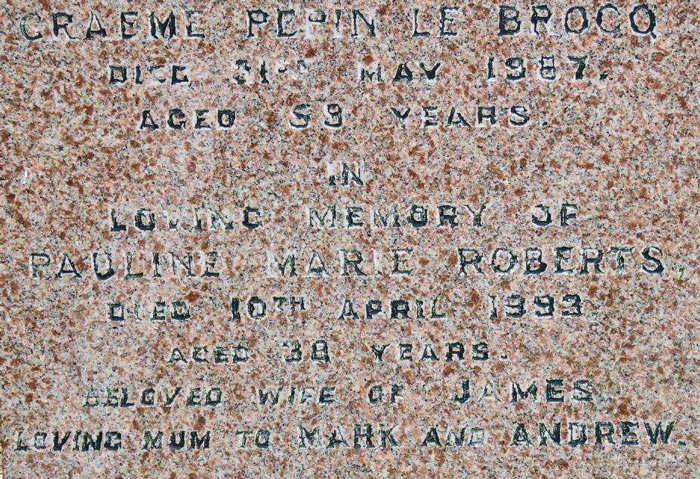 GRAEME PEPIN LE BROCQ
DIED 31ST MAY 1987.
AGED 59 YEARS.
IN
LOVING MEMORY OF
PAULINE MARIE ROBERTS,
DIED 10TH APRIL 1993
AGED YEARS.
BELOVED WIFE OF JAMES
LOVING MUM TO MARK AND ANDREW.